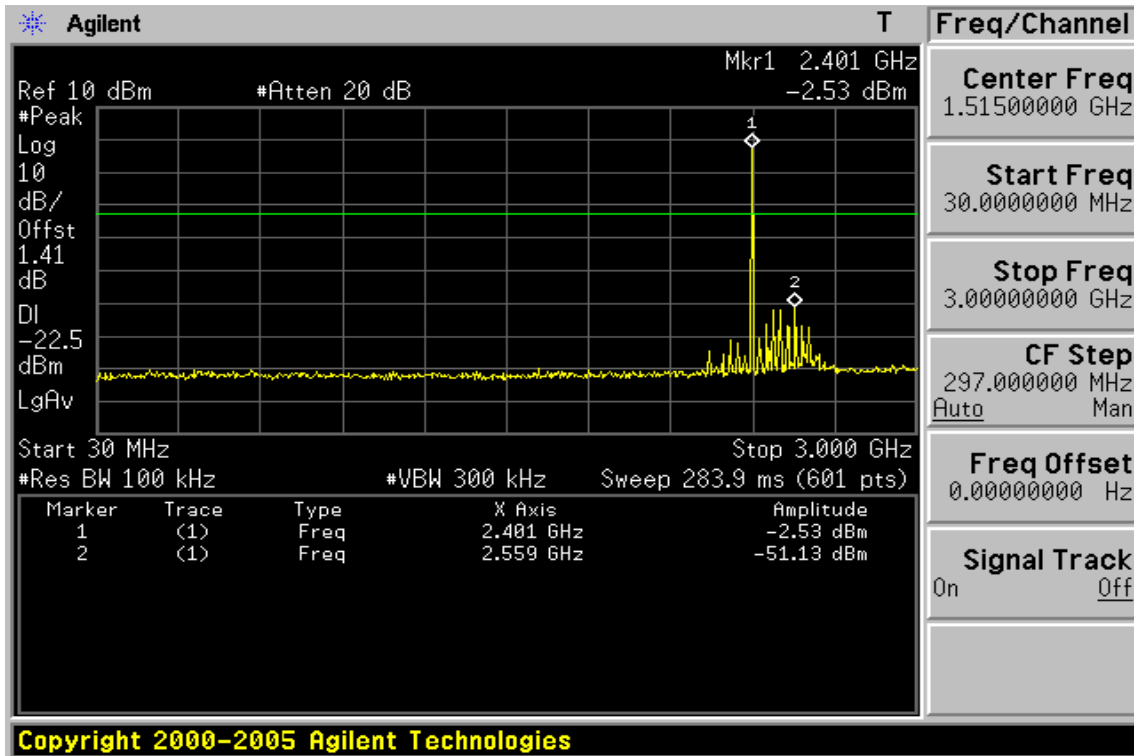 Agilent T
Mkr1 2.401 GHz
Ref 10 dBm #Atten 20 dB -2.53 dBm
#Peak
Log
10
dB/
Offst
1.41
dB
DI
-22.5
dBm
LgAv
1
2
Start 30 MHz Stop 3.000 GHz
#Res BW 100 kHz #VBW 300 kHz Sweep 283.9 ms (601 pts)
Marker Trace Type X Axis Amplitude
1 (1) Freq 2.401 GHz -2.53 dBm
2 (1) Freq 2.559 GHz -51.13 dBm
Freq/Channel
Center Freq
1.51500000 GHz
Start Freq
30.0000000 MHz
Stop Freq
3.00000000 GHz
CF Step
297.000000 MHz
Auto Man
Freq Offset
0.00000000 Hz
Signal Track
On Off
Copyright 2000-2005 Agilent Technologies